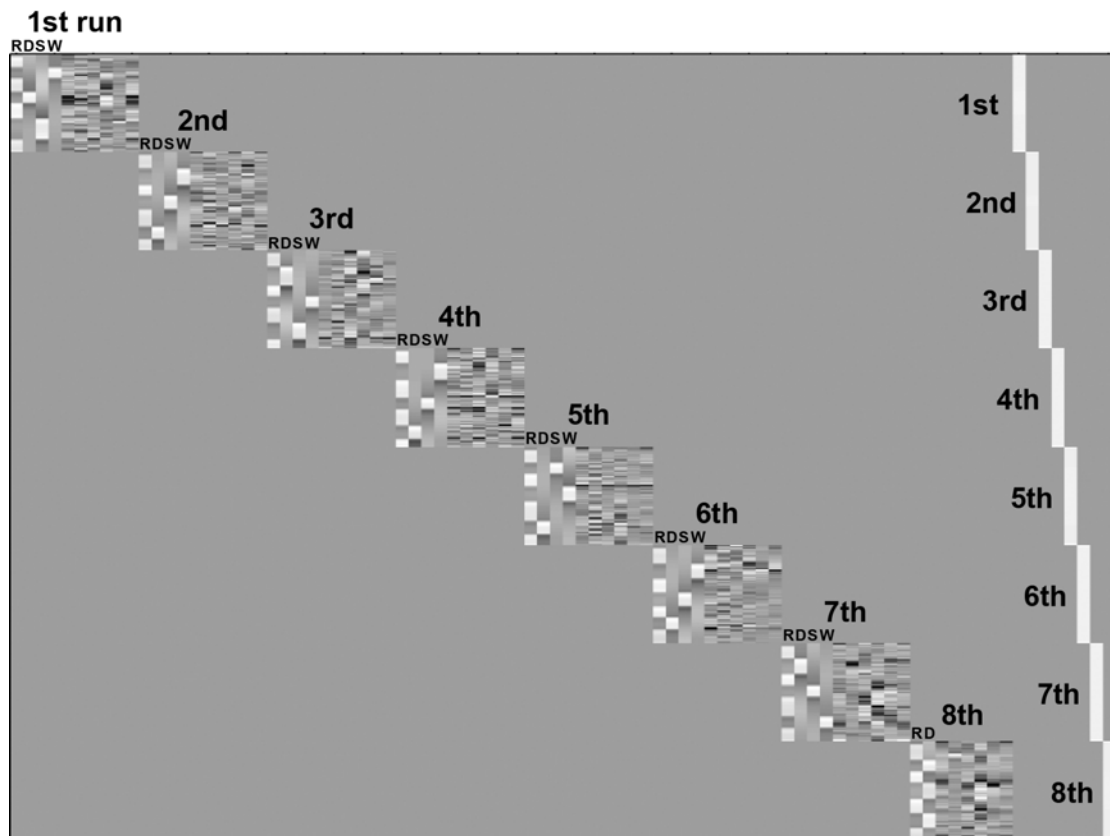 1st run
RDSW
1st
2nd
RDSW
2nd
3rd
RDSW
3rd
4th
RDSW
4th
5th
RDSW
5th
6th
RDSW
6th
7th
RDSW
7th
8th
RD
8th